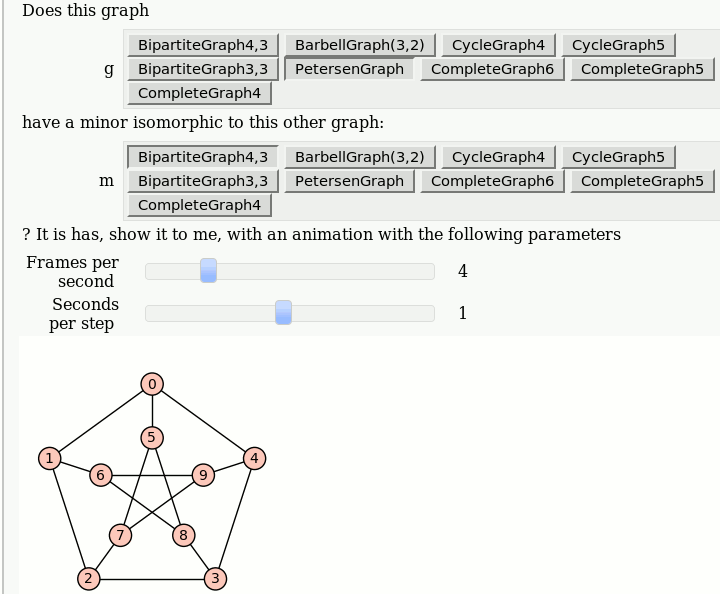 Does this graph
BipartiteGraph4,3 BarbellGraph(3,2) CycleGraph4 CycleGraph5
g BipartiteGraph3,3 PetersenGraph CompleteGraph6 CompleteGraph5
CompleteGraph4
have a minor isomorphic to this other graph:
BipartiteGraph4,3 BarbellGraph(3,2) CycleGraph4 CycleGraph5
m BipartiteGraph3,3 PetersenGraph CompleteGraph6 CompleteGraph5
CompleteGraph4
? It is has, show it to me, with an animation with the following parameters
Frames per
second 4
Seconds
per step 1
0
5
1 4
6 9
7 8
2 3